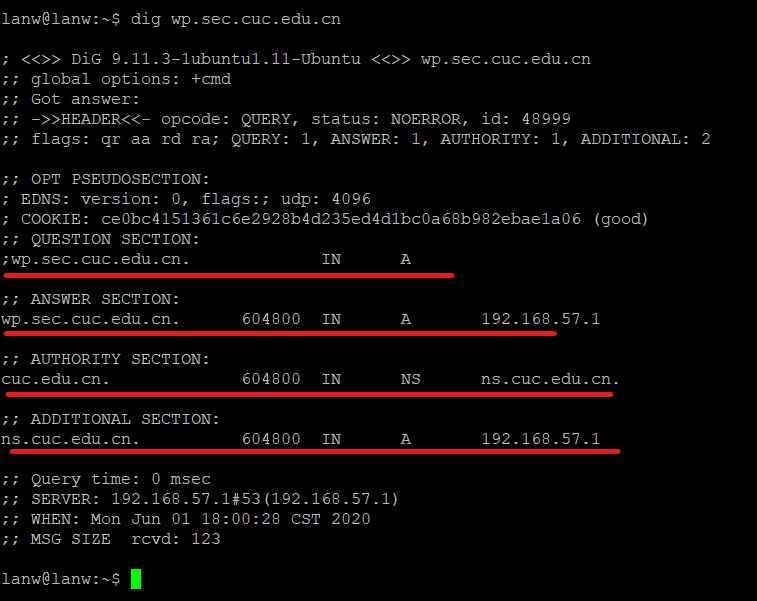 lanw@lanw:~$ dig wp.sec.cuc.edu.cn
; <<>> DiG 9.11.3-1ubuntu1.11-Ubuntu <<>> wp.sec.cuc.edu.cn
;; global options: +cmd
;; Got answer:
;; ->>HEADER<<- opcode: QUERY, status: NOERROR, id: 48999
;; flags: qr aa rd ra; QUERY: 1, ANSWER: 1, AUTHORITY: 1, ADDITIONAL: 2
;; OPT PSEUDOSECTION:
; EDNS: version: 0, flags:; udp: 4096
; COOKIE: ce0bc4151361c6e2928b4d235ed4d1bc0a68b982ebae1a06 (good)
;; QUESTION SECTION:
;wp.sec.cuc.edu.cn. IN A
;; ANSWER SECTION:
wp.sec.cuc.edu.cn. 604800 IN A 192.168.57.1
;; AUTHORITY SECTION:
cuc.edu.cn. 604800 IN NS ns.cuc.edu.cn.
;; ADDITIONAL SECTION:
ns.cuc.edu.cn. 604800 IN A 192.168.57.1
;; Query time: 0 msec
;; SERVER: 192.168.57.1#53(192.168.57.1)
;; WHEN: Mon Jun 01 18:00:28 CST 2020
;; MSG SIZE rcvd: 123
lanw@lanw:~$